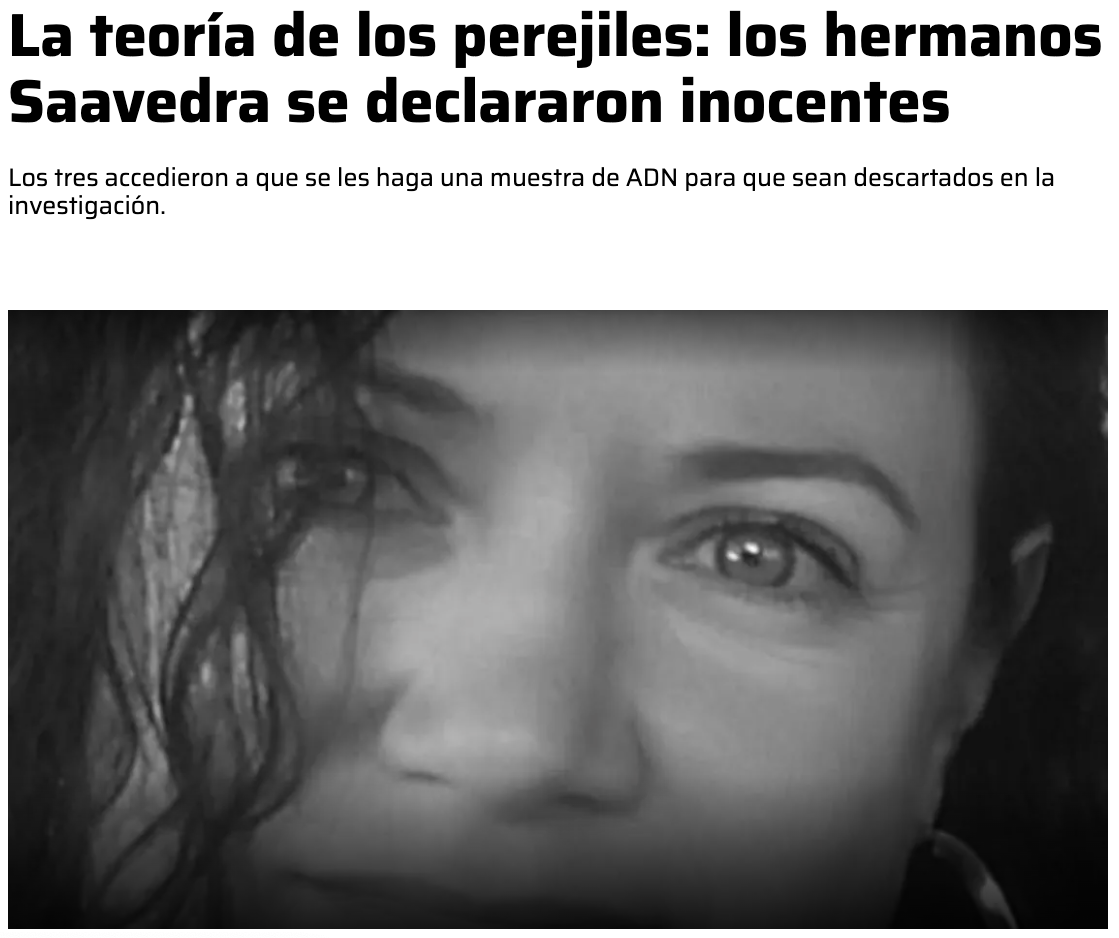 La teoría de los perejiles: los hermanos
Saavedra se declararon inocentes
Los tres accedieron a que se les haga una muestra de ADN para que sean descartados en la
investigación.